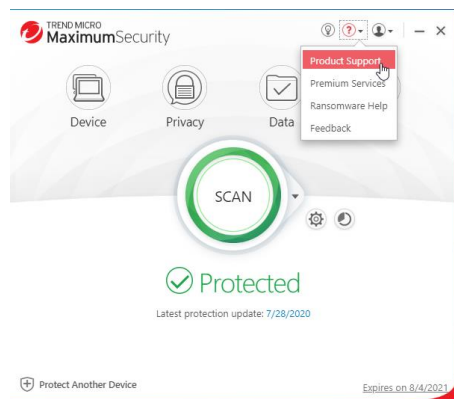 TREND MICRO
MaximumSecurity
?
Product Support
Premium Services
Ransomware Help
Feedback
Device
Privacy
Data
SCAN
Protected
Latest protection update: 7/28/2020
Protect Another Device
Expires on 8/4/2021